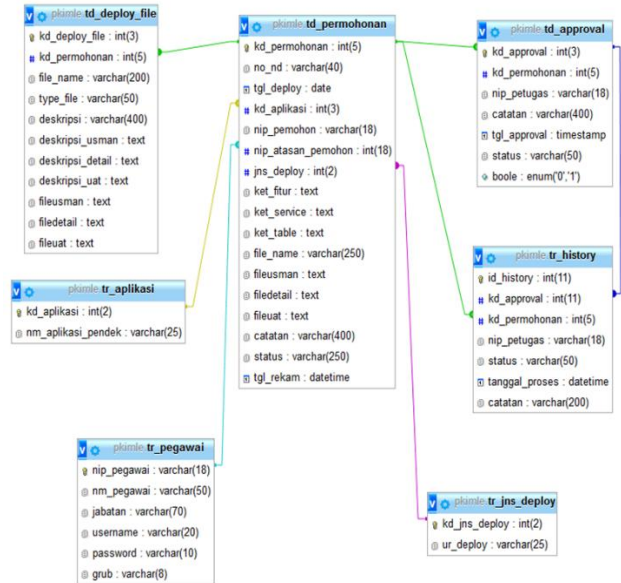 pkimle.td_deploy_file
kd_deploy_file : int(3)
kd_permohonan : int(5)
file_name : varchar(200)
type_file : varchar(50)
deskripsi : varchar(400)
deskripsi_usman : text
deskripsi_detail : text
deskripsi_uat : text
fileusman : text
filedetail : text
fileuat : text
pkimle.td_permohonan
kd_permohonan : int(5)
no_nd : varchar(40)
tgl_deploy : date
kd_aplikasi : int(3)
nip_pemohon : varchar(18)
nip_atasan_pemohon : int(18)
jns_deploy : int(2)
ket_fitur : text
ket_service : text
ket_table : text
file_name : varchar(250)
fileusman : text
filedetail : text
fileuat : text
catatan : varchar(400)
status : varchar(250)
tgl_rekam : datetime
pkimle.td_approval
kd_approval : int(3)
kd_permohonan : int(5)
nip_petugas : varchar(18)
catatan : varchar(400)
tgl_approval : timestamp
status : varchar(50)
boole : enum('0','1')
pkimle.tr_aplikasi
kd_aplikasi : int(2)
nm_aplikasi_pendek : varchar(25)
pkimle.tr_history
id_history : int(11)
kd_approval : int(11)
kd_permohonan : int(5)
nip_petugas : varchar(18)
status : varchar(50)
tanggal_proses : datetime
catatan : varchar(200)
pkimle.tr_pegawai
nip_pegawai : varchar(18)
nm_pegawai : varchar(50)
jabatan : varchar(70)
username : varchar(20)
password : varchar(10)
grub : varchar(8)
pkimle.tr_jns_deploy
kd_jns_deploy : int(2)
ur_deploy : varchar(25)